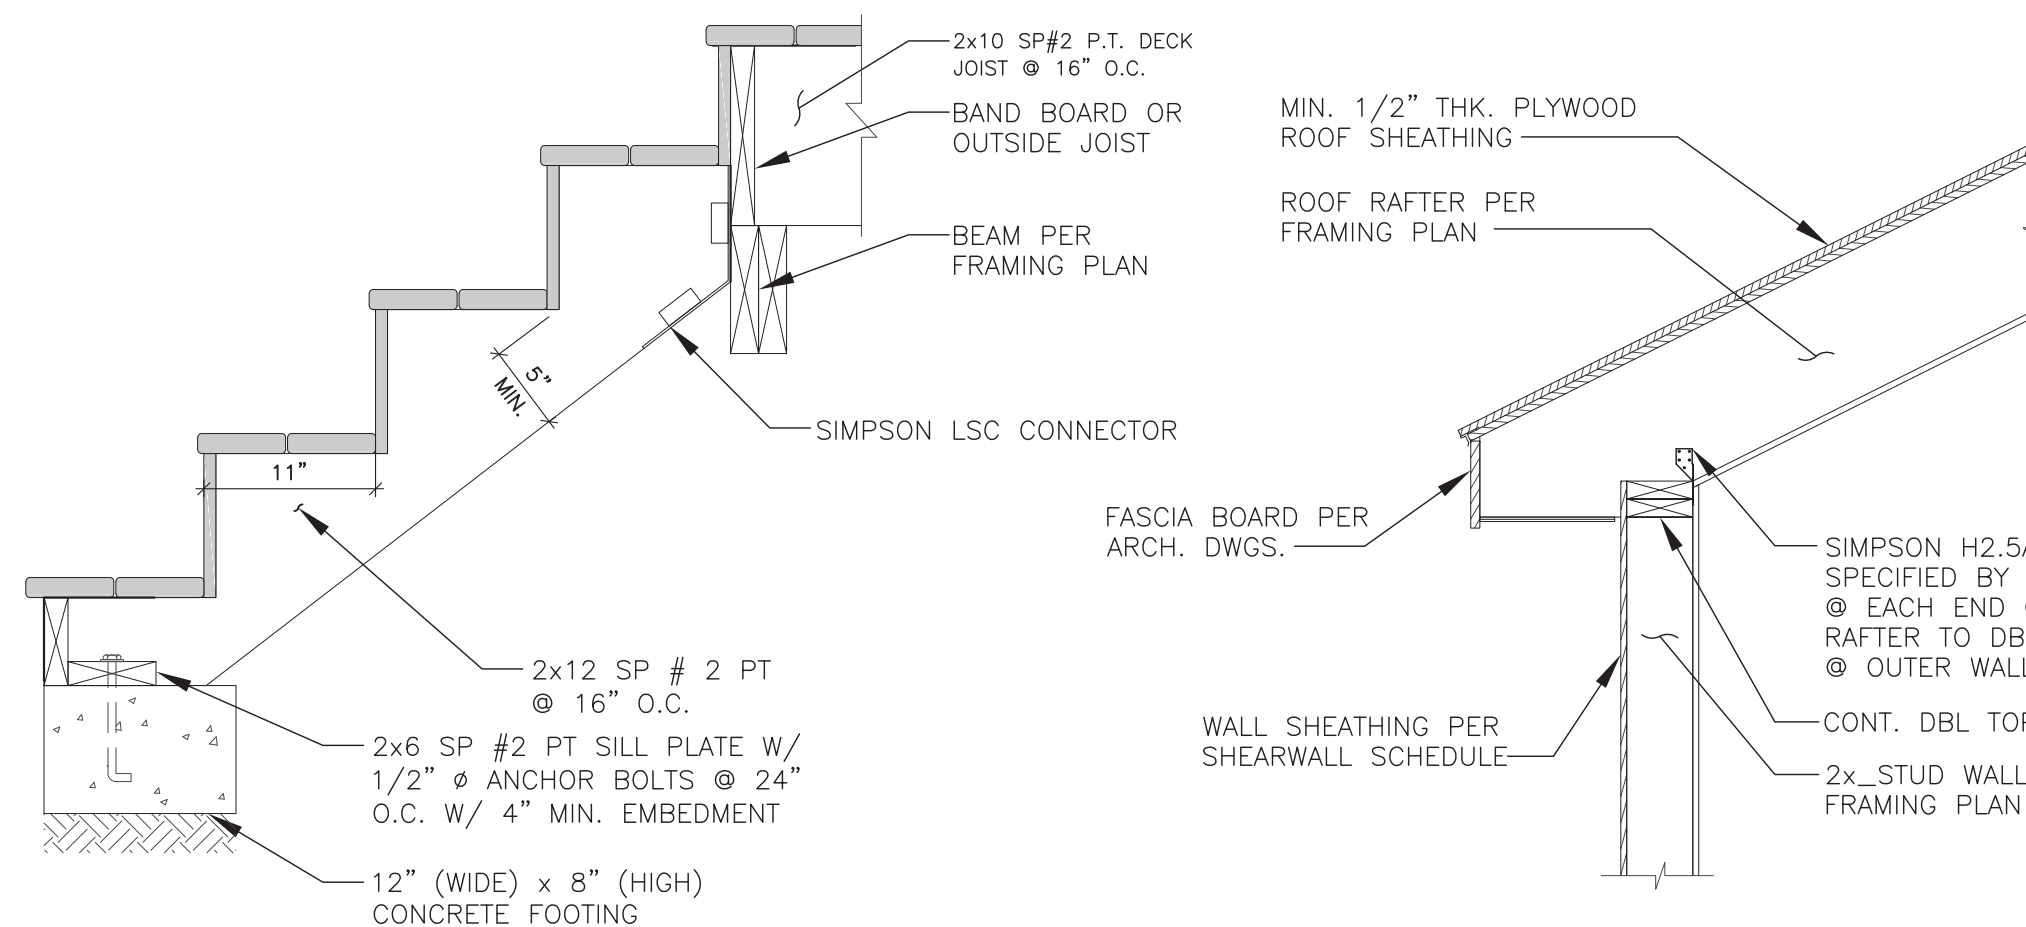 2x10 SP#2 P.T. DECK
JOIST @ 16" O.C.
BAND BOARD OR
OUTSIDE JOIST
BEAM PER
FRAMING PLAN
5"
MIN.
SIMPSON LSC CONNECTOR
11"
2x12 SP # 2 PT
@ 16" O.C.
2x6 SP #2 PT SILL PLATE W/
1/2" Ø ANCHOR BOLTS @ 24"
O.C. W/ 4" MIN. EMBEDMENT
12" (WIDE) x 8" (HIGH)
CONCRETE FOOTING
MIN. 1/2" THK. PLYWOOD
ROOF SHEATHING
ROOF RAFTER PER
FRAMING PLAN
FASCIA BOARD PER
ARCH. DWGS.
SIMPSON H2.5A
SPECIFIED BY
@ EACH END
RAFTER TO DB
@ OUTER WALL
CONT. DBL TOP
WALL SHEATHING PER
SHEARWALL SCHEDULE
2x_STUD WALL
FRAMING PLAN